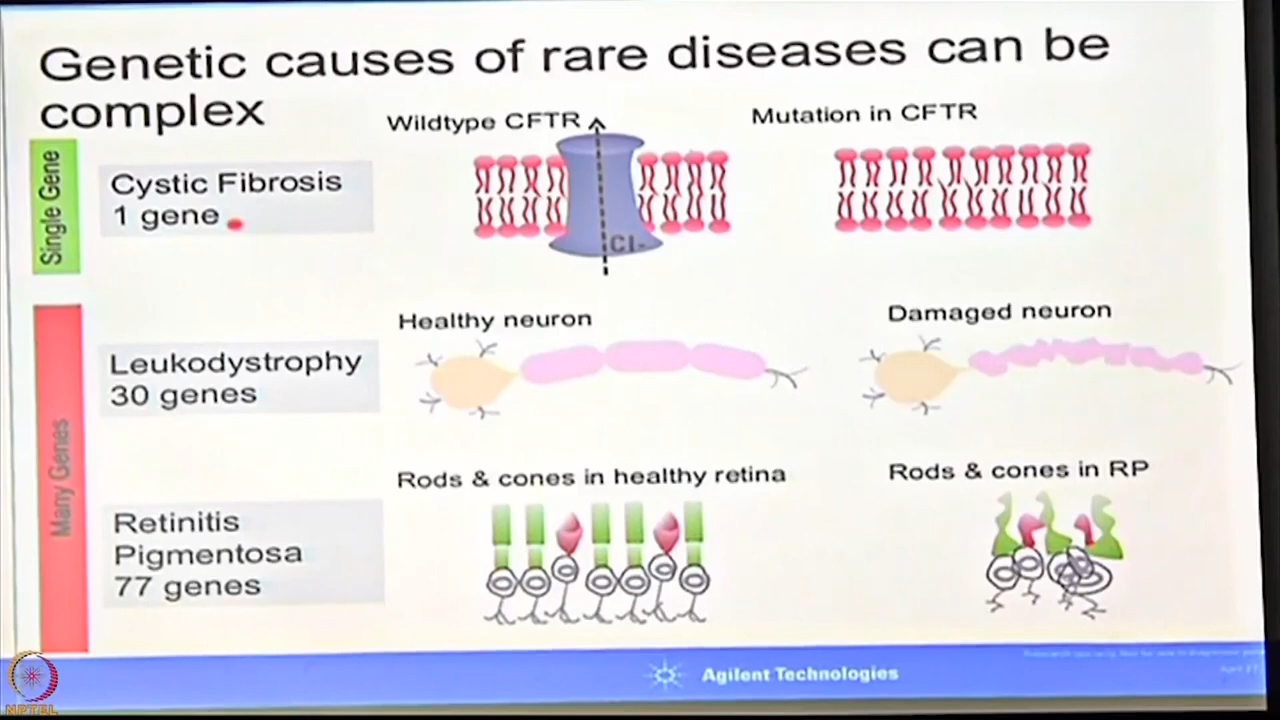 Genetic causes of rare diseases can be
complex
Single Gene
Cystic Fibrosis
1 gene
Wildtype CFTR
Cl-
Mutation in CFTR
Many Genes
Leukodystrophy
30 genes
Healthy neuron
Damaged neuron
Retinitis
Pigmentosa
77 genes
Rods & cones in healthy retina
Rods & cones in RP
Agilent Technologies
NPTEL